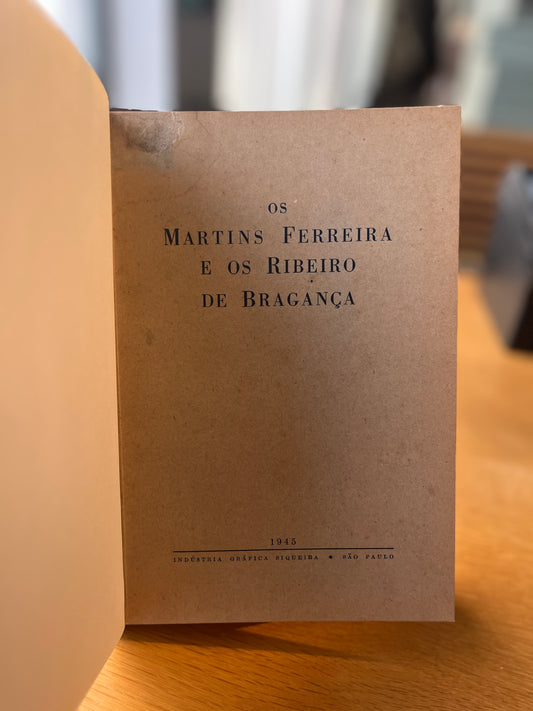 OS
MARTINS FERREIRA
E OS RIBEIRO
DE BRAGANÇA
1945
INDÚSTRIA GRÁFICA SIQUEIRA • SÃO PAULO